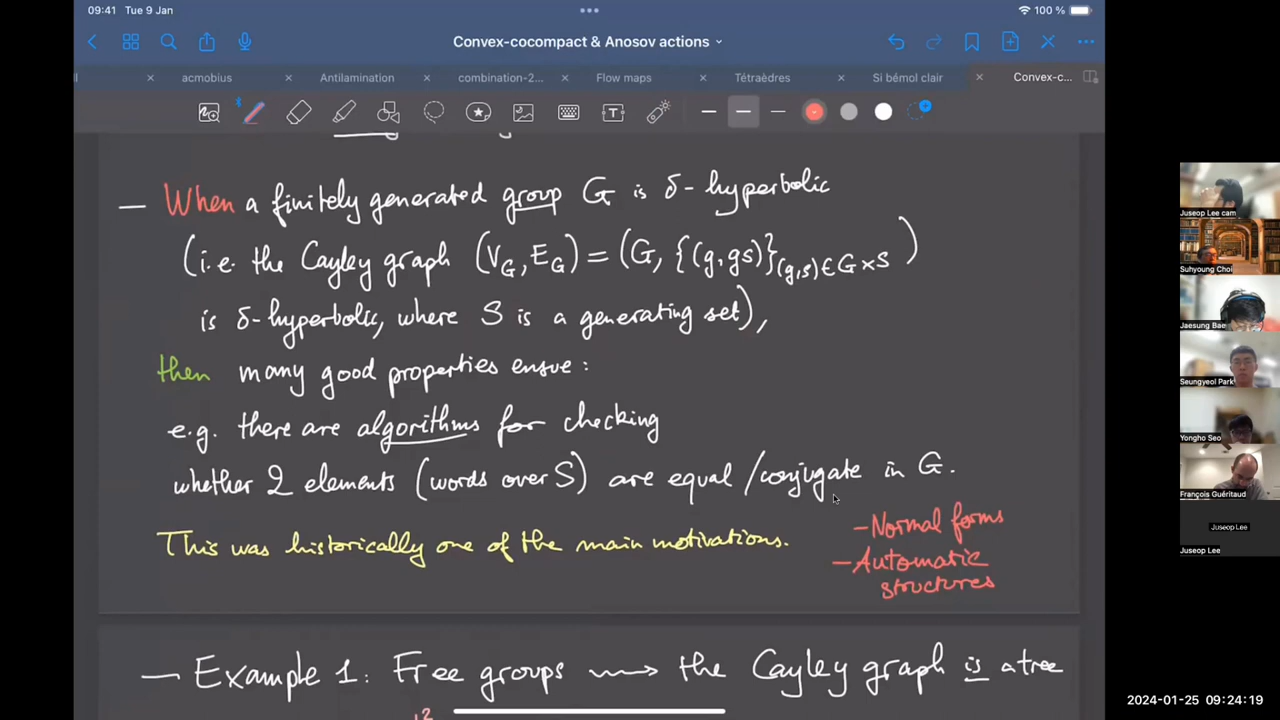 09:41 Tue 9 Jan
100 %
Convex-cocompact & Anosov actions
acmobius
Antilamination
combination-2...
Flow maps
Tétraèdres
Si bémol clair
Convex-c...
— When a finitely generated group G is δ-hyperbolic
(i.e. the Cayley graph (V_G, E_G) = (G, {(g, gs)}_(g,s)∈G×S)
is δ-hyperbolic, where S is a generating set),
then many good properties ensue:
e.g. there are algorithms for checking
whether 2 elements (words over S) are equal/conjugate in G.
This was historically one of the main motivations.
— Normal forms
— Automatic
structures
— Example 1: Free groups ⟿ the Cayley graph is a tree
Juseop Lee cam
Suhyoung Choi
Jaesung Bae
Seungyeol Park
Yongho Seo
François Guéritaud
Juseop Lee
Juseop Lee
2024-01-25 09:24:19